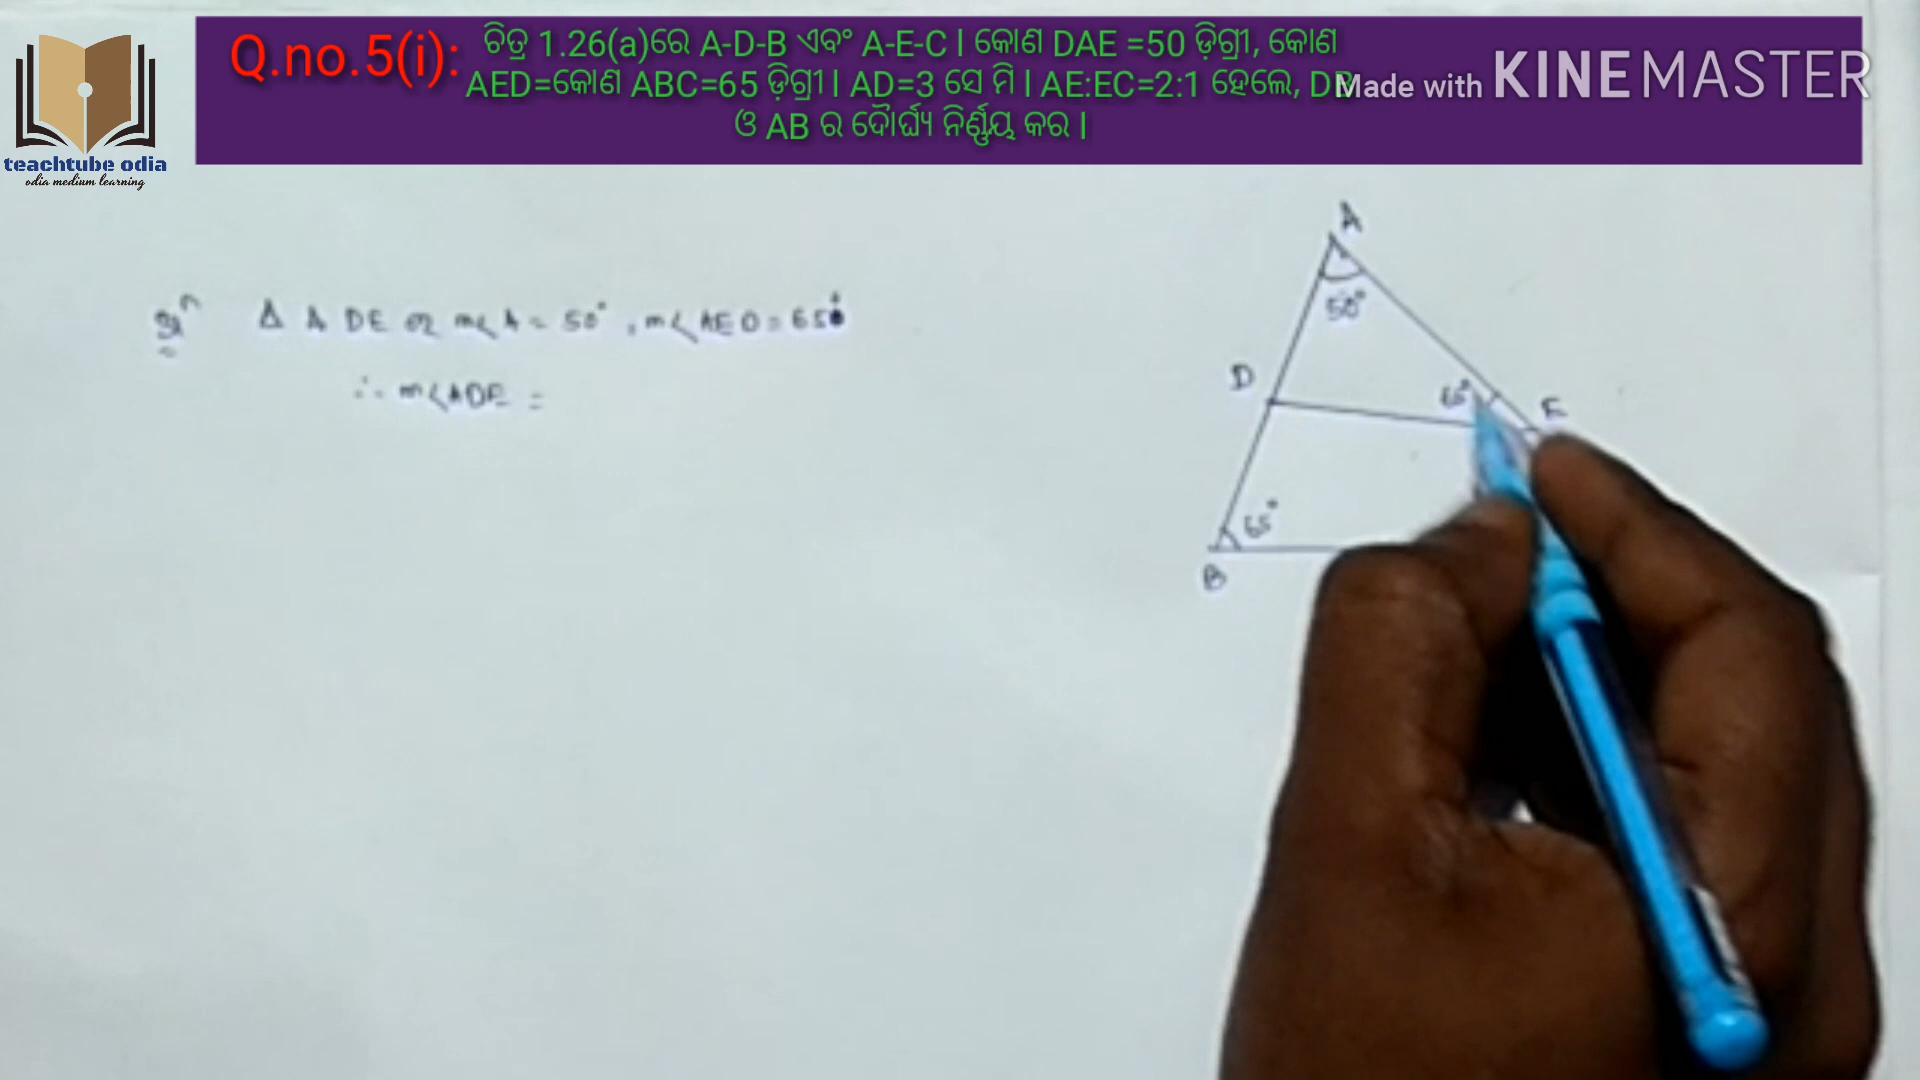 Q.no.5(i): ଚିତ୍ର 1.26(a)ରେ A-D-B ଏବଂ A-E-C l କୋଣ DAE =50 ଡ଼ିଗ୍ରୀ, କୋଣ
AED=କୋଣ ABC=65 ଡ଼ିଗ୍ରୀ l AD=3 ସେ ମି l AE:EC=2:1 ହେଲେ, DB
ଓ AB ର ଦୈାର୍ଘ୍ୟ ନିର୍ଣ୍ଣୟ କର l
Made with KINEMASTER
teachtube odia
odia medium learning
Δ ADE ର m<A = 50°, m<AED = 65°
∴ m<ADE =
A
50°
D
65°
E
65°
B